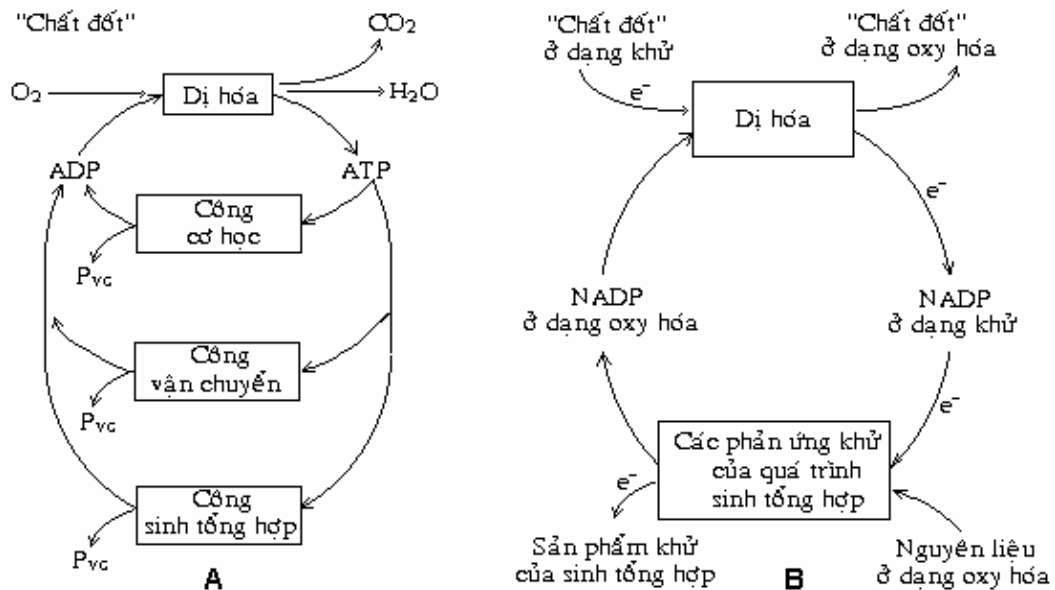 "Chất đốt"
CO₂
O₂
Dị hóa
H₂O
ADP
ATP
Công
cơ học
Pvc
Công
vận chuyển
Pvc
Công
sinh tổng hợp
Pvc
A
"Chất đốt"
ở dạng khử
"Chất đốt"
ở dạng oxy hóa
e⁻
Dị hóa
e⁻
NADP
ở dạng oxy hóa
NADP
ở dạng khử
e⁻
Các phản ứng khử
của quá trình
sinh tổng hợp
e⁻
Sản phẩm khử
của sinh tổng hợp
Nguyên liệu
ở dạng oxy hóa
B